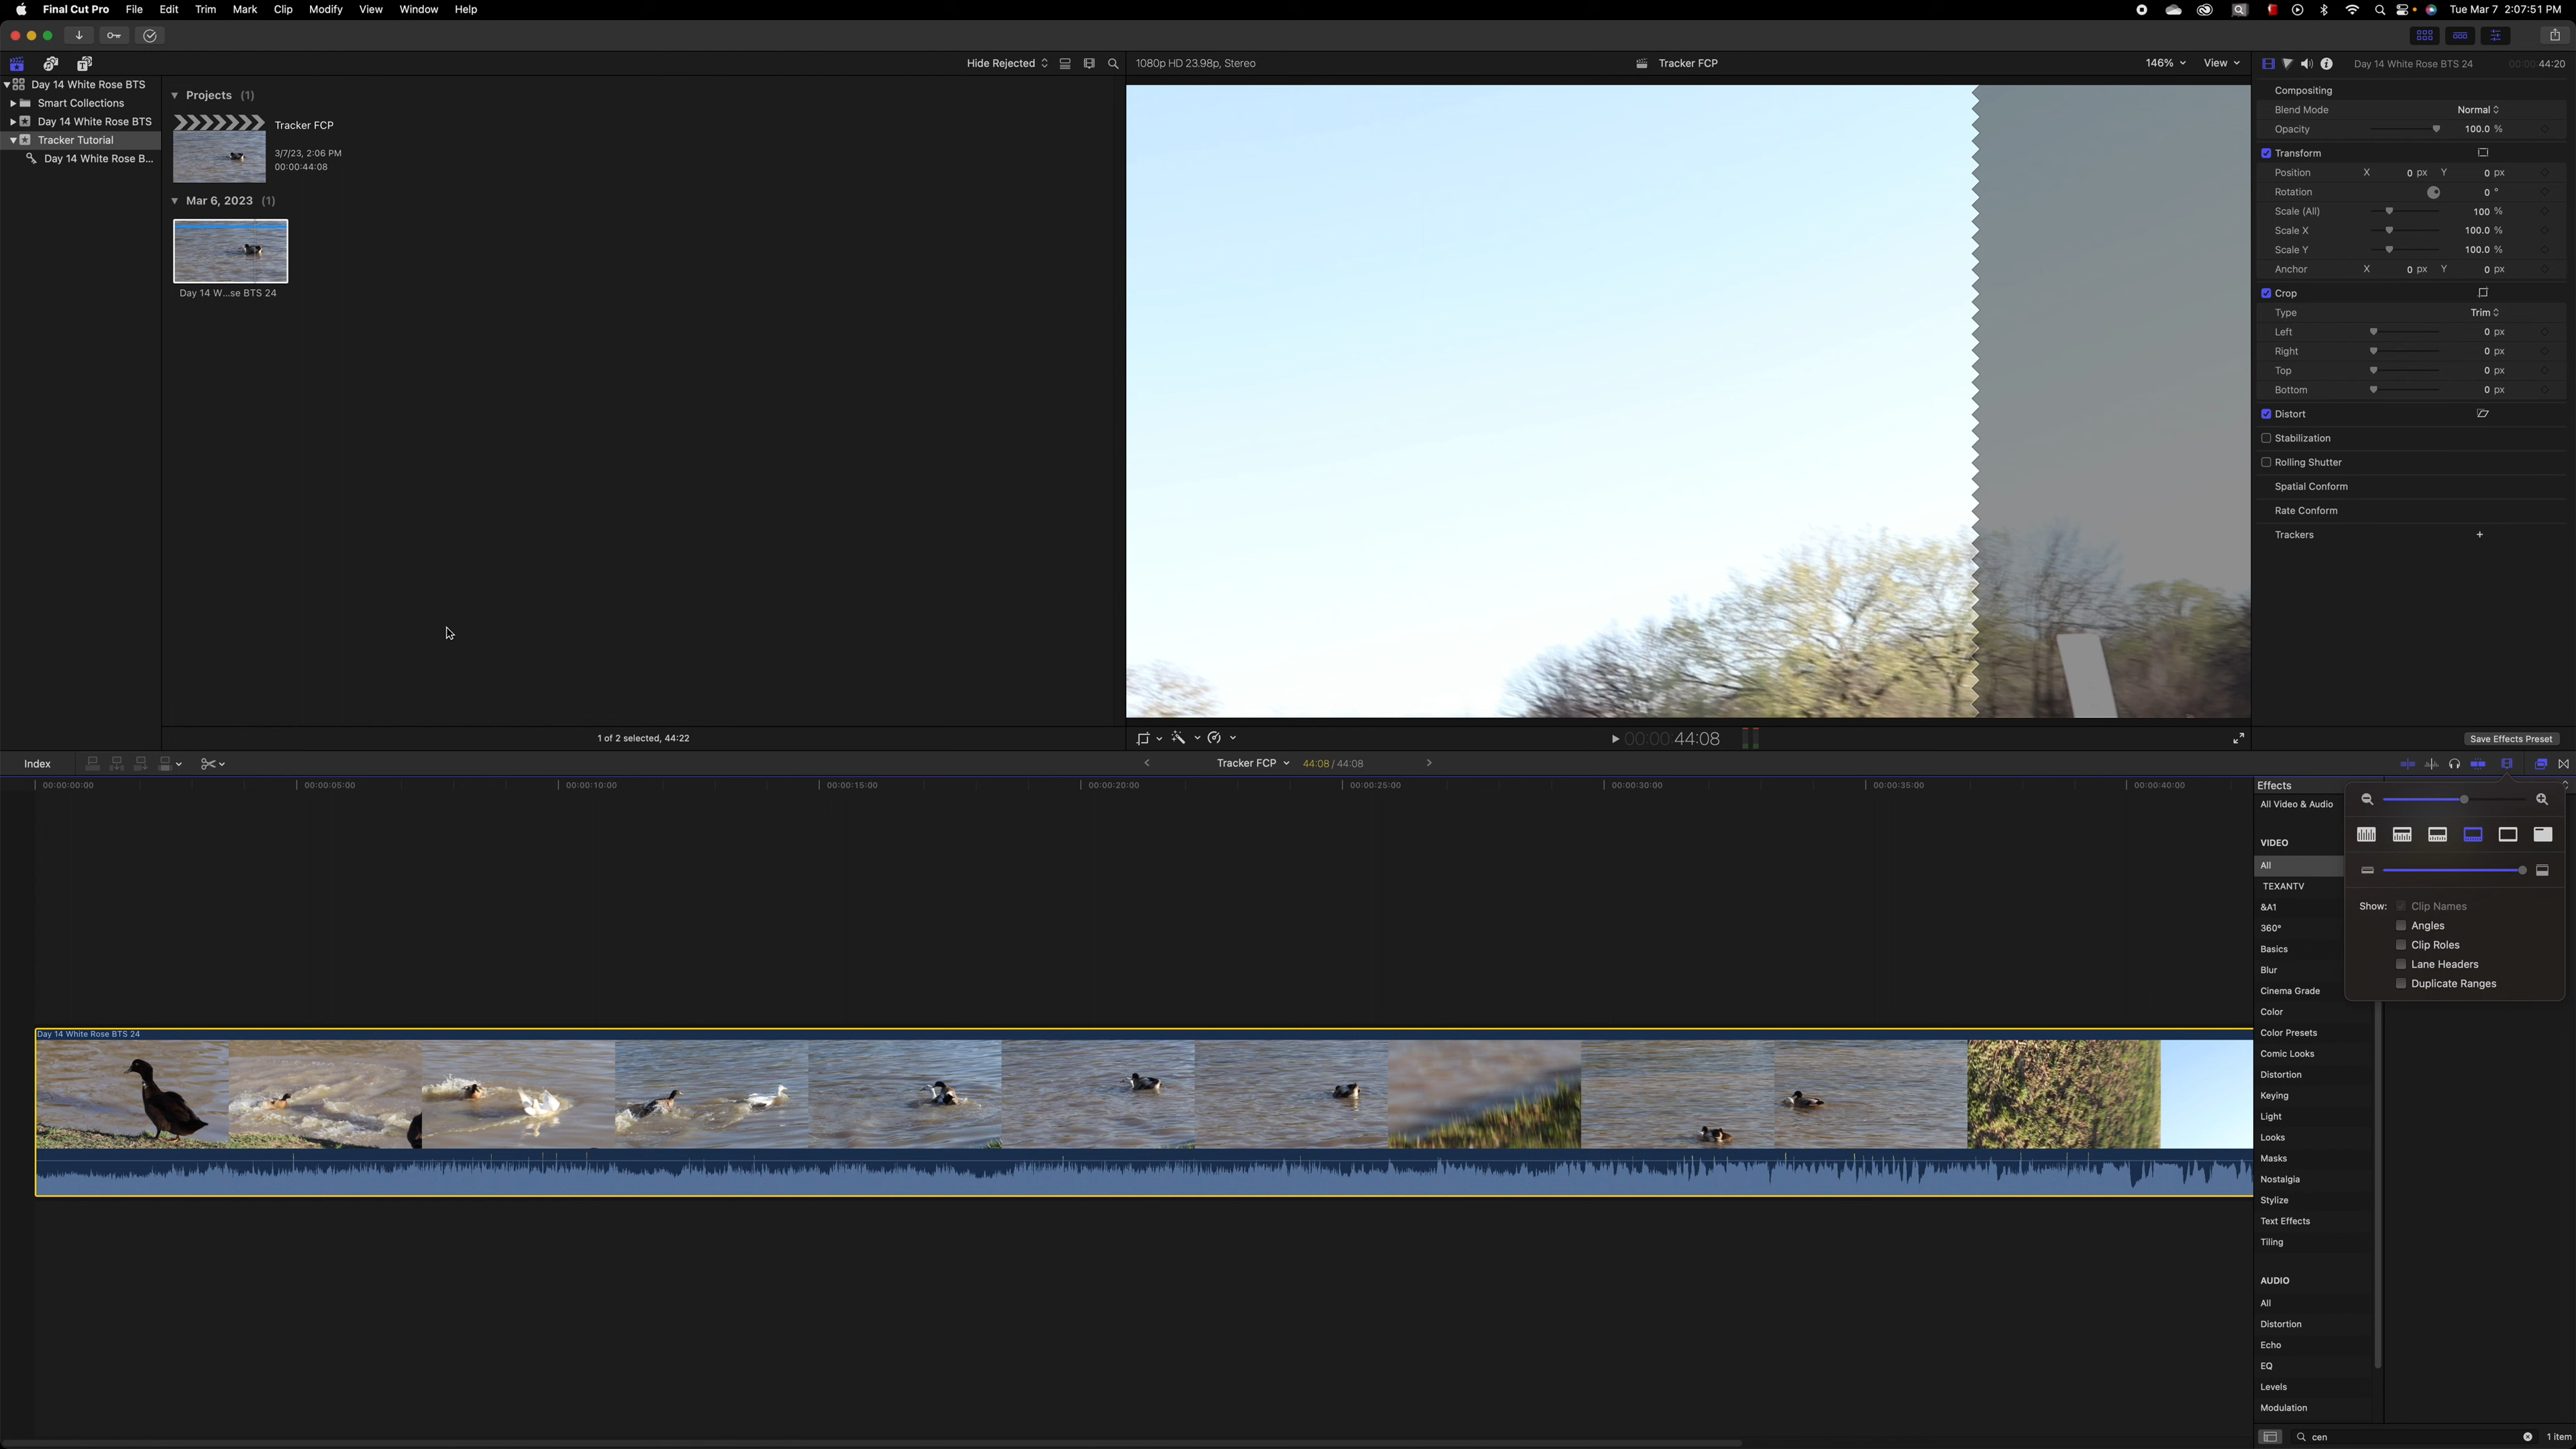 Final Cut Pro File Edit Trim Mark Clip Modify View Window Help Tue Mar 7 2:07:51 PM
Hide Rejected 1080p HD 23.98p, Stereo Tracker FCP 146% View Day 14 White Rose BTS 24 00:00:44:20
Day 14 White Rose BTS
Smart Collections
Day 14 White Rose BTS
Tracker Tutorial
Day 14 White Rose B...
Projects (1)
Tracker FCP
3/7/23, 2:06 PM
00:00:44:08
Mar 6, 2023 (1)
Day 14 W...se BTS 24
1 of 2 selected, 44:22
00:00:44:08
Compositing
Blend Mode Normal
Opacity 100.0 %
Transform
Position X 0 px Y 0 px
Rotation 0 °
Scale (All) 100 %
Scale X 100.0 %
Scale Y 100.0 %
Anchor X 0 px Y 0 px
Crop
Type Trim
Left 0 px
Right 0 px
Top 0 px
Bottom 0 px
Distort
Stabilization
Rolling Shutter
Spatial Conform
Rate Conform
Trackers +
Save Effects Preset
Index Tracker FCP 44:08 / 44:08
00:00:00:00 00:00:05:00 00:00:10:00 00:00:15:00 00:00:20:00 00:00:25:00 00:00:30:00 00:00:35:00 00:00:40:00
Day 14 White Rose BTS 24
Effects
All Video & Audio
VIDEO
All
TEXANTV
&A1
360°
Basics
Blur
Cinema Grade
Color
Color Presets
Comic Looks
Distortion
Keying
Light
Looks
Masks
Nostalgia
Stylize
Text Effects
Tiling
AUDIO
All
Distortion
Echo
EQ
Levels
Modulation
Show: Clip Names
Angles
Clip Roles
Lane Headers
Duplicate Ranges
cen 1 item